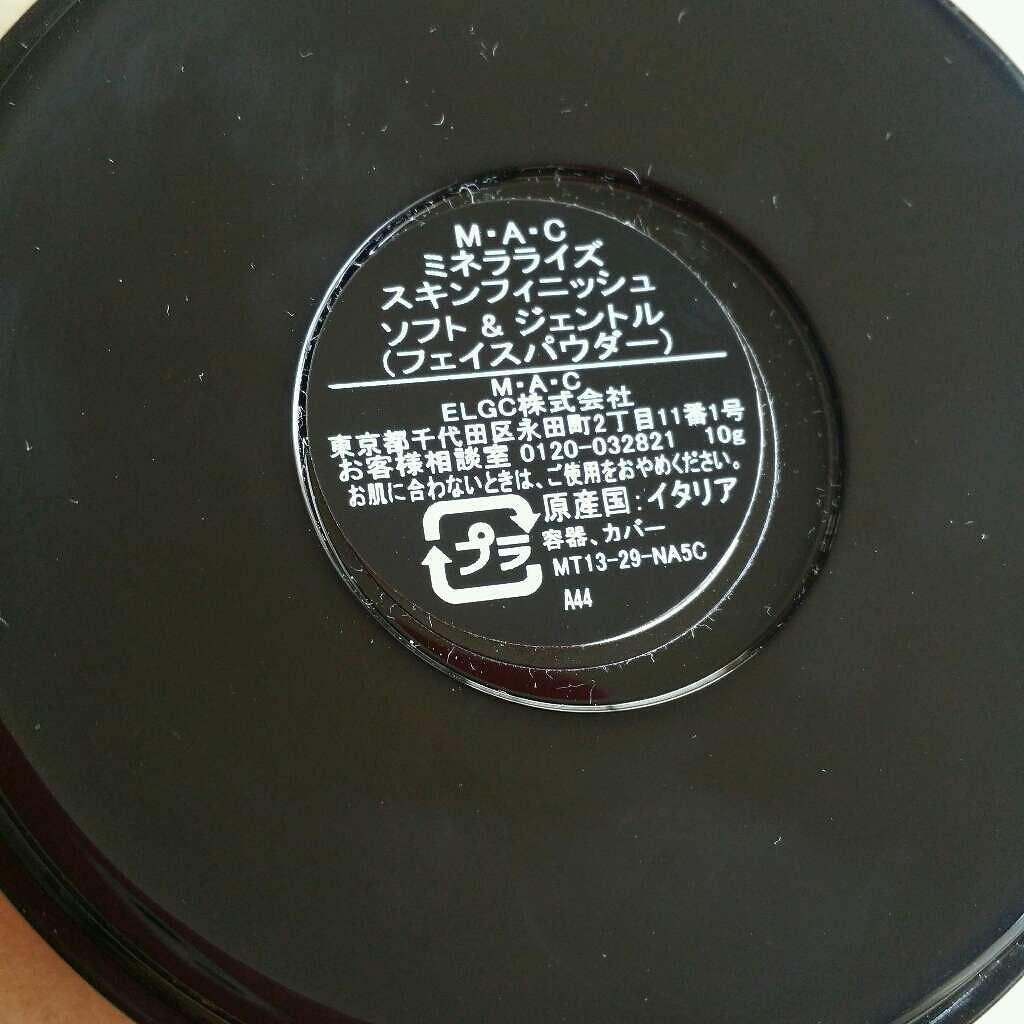 M・A・C
ミネラライズ
スキンフィニッシュ
ソフト & ジェントル
(フェイスパウダー)
M・A・C
ELGC株式会社
東京都千代田区永田町2丁目11番1号
お客様相談室 0120-032821 10g
お肌に合わないときは、ご使用をおやめください。
原産国:イタリア
プラ
容器、カバー
MT13-29-NA5C
A44